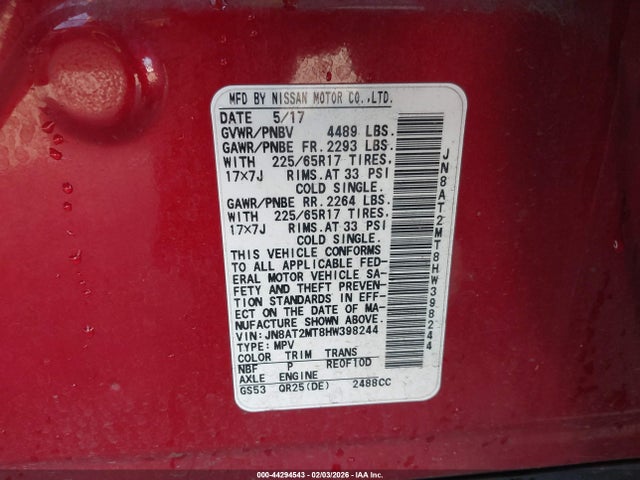 MFD BY NISSAN MOTOR CO.,LTD.
DATE 5/17
GVWR/PNBV 4489 LBS.
GAWR/PNBE FR. 2293 LBS.
WITH 225/65R17 TIRES,
17×7J RIMS.AT 33 PSI
COLD SINGLE.
GAWR/PNBE RR. 2264 LBS.
WITH 225/65R17 TIRES,
17×7J RIMS.AT 33 PSI
COLD SINGLE.
THIS VEHICLE CONFORMS
TO ALL APPLICABLE FED-
ERAL MOTOR VEHICLE SA-
FETY AND THEFT PREVEN-
TION STANDARDS IN EFF-
ECT ON THE DATE OF MA-
NUFACTURE SHOWN ABOVE.
VIN: JN8AT2MT8HW398244
TYPE: MPV
COLOR TRIM TRANS
NBF P RE0F10D
AXLE ENGINE
GS53 QR25(DE) 2488CC
JN8AT2MT8HW398244
000-44294543 | 02/03/2026 | IAA Inc.